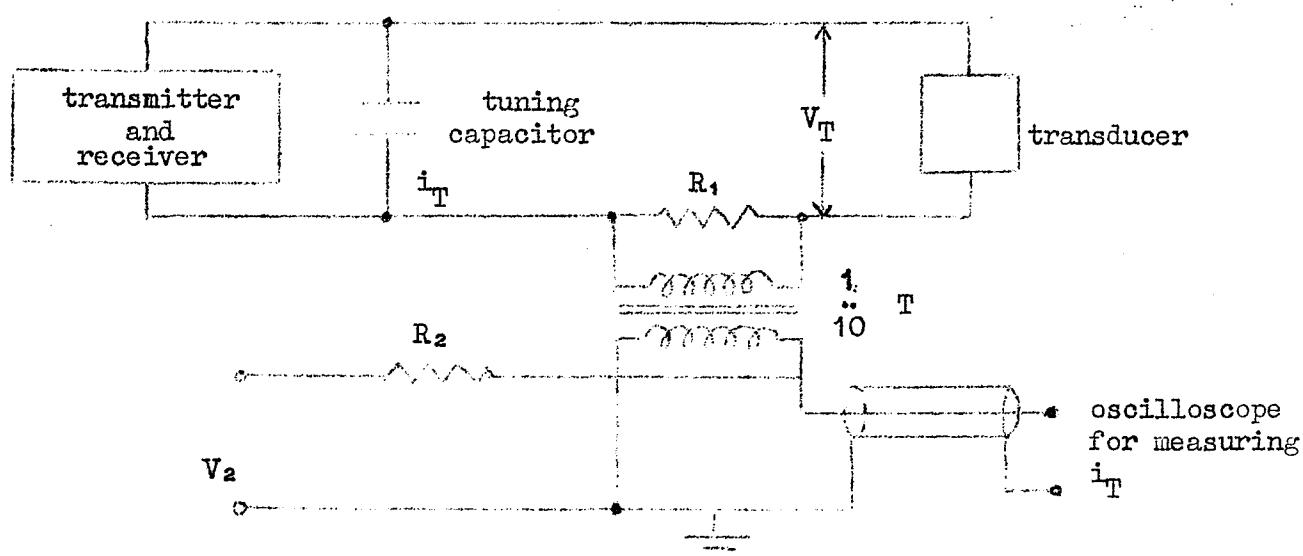 transmitter
and
receiver
tuning
capacitor
V_T
transducer
i_T
R₁
1
:
10
T
R₂
V₂
oscilloscope
for measuring
i_T